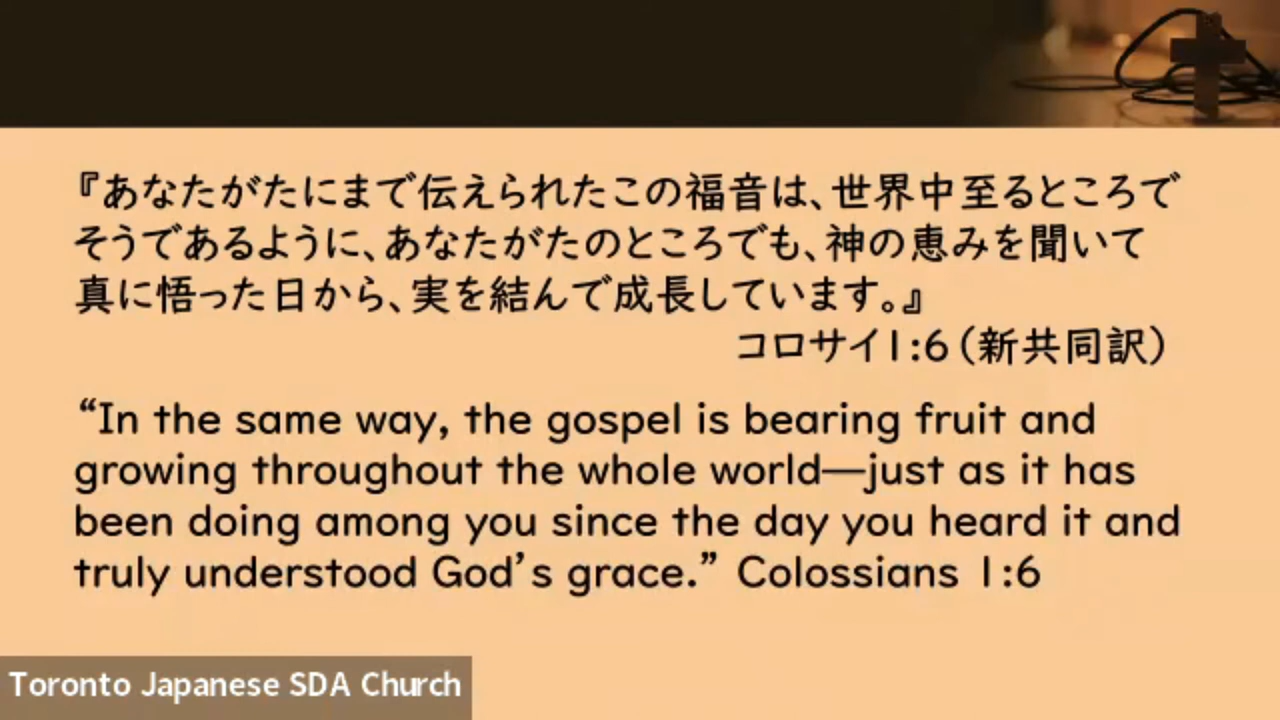 『あなたがたにまで伝えられたこの福音は、世界中至るところで
そうであるように、あなたがたのところでも、神の恵みを聞いて
真に悟った日から、実を結んで成長しています。』
コロサイ1:6（新共同訳）
“In the same way, the gospel is bearing fruit and
growing throughout the whole world—just as it has
been doing among you since the day you heard it and
truly understood God’s grace.” Colossians 1:6
Toronto Japanese SDA Church